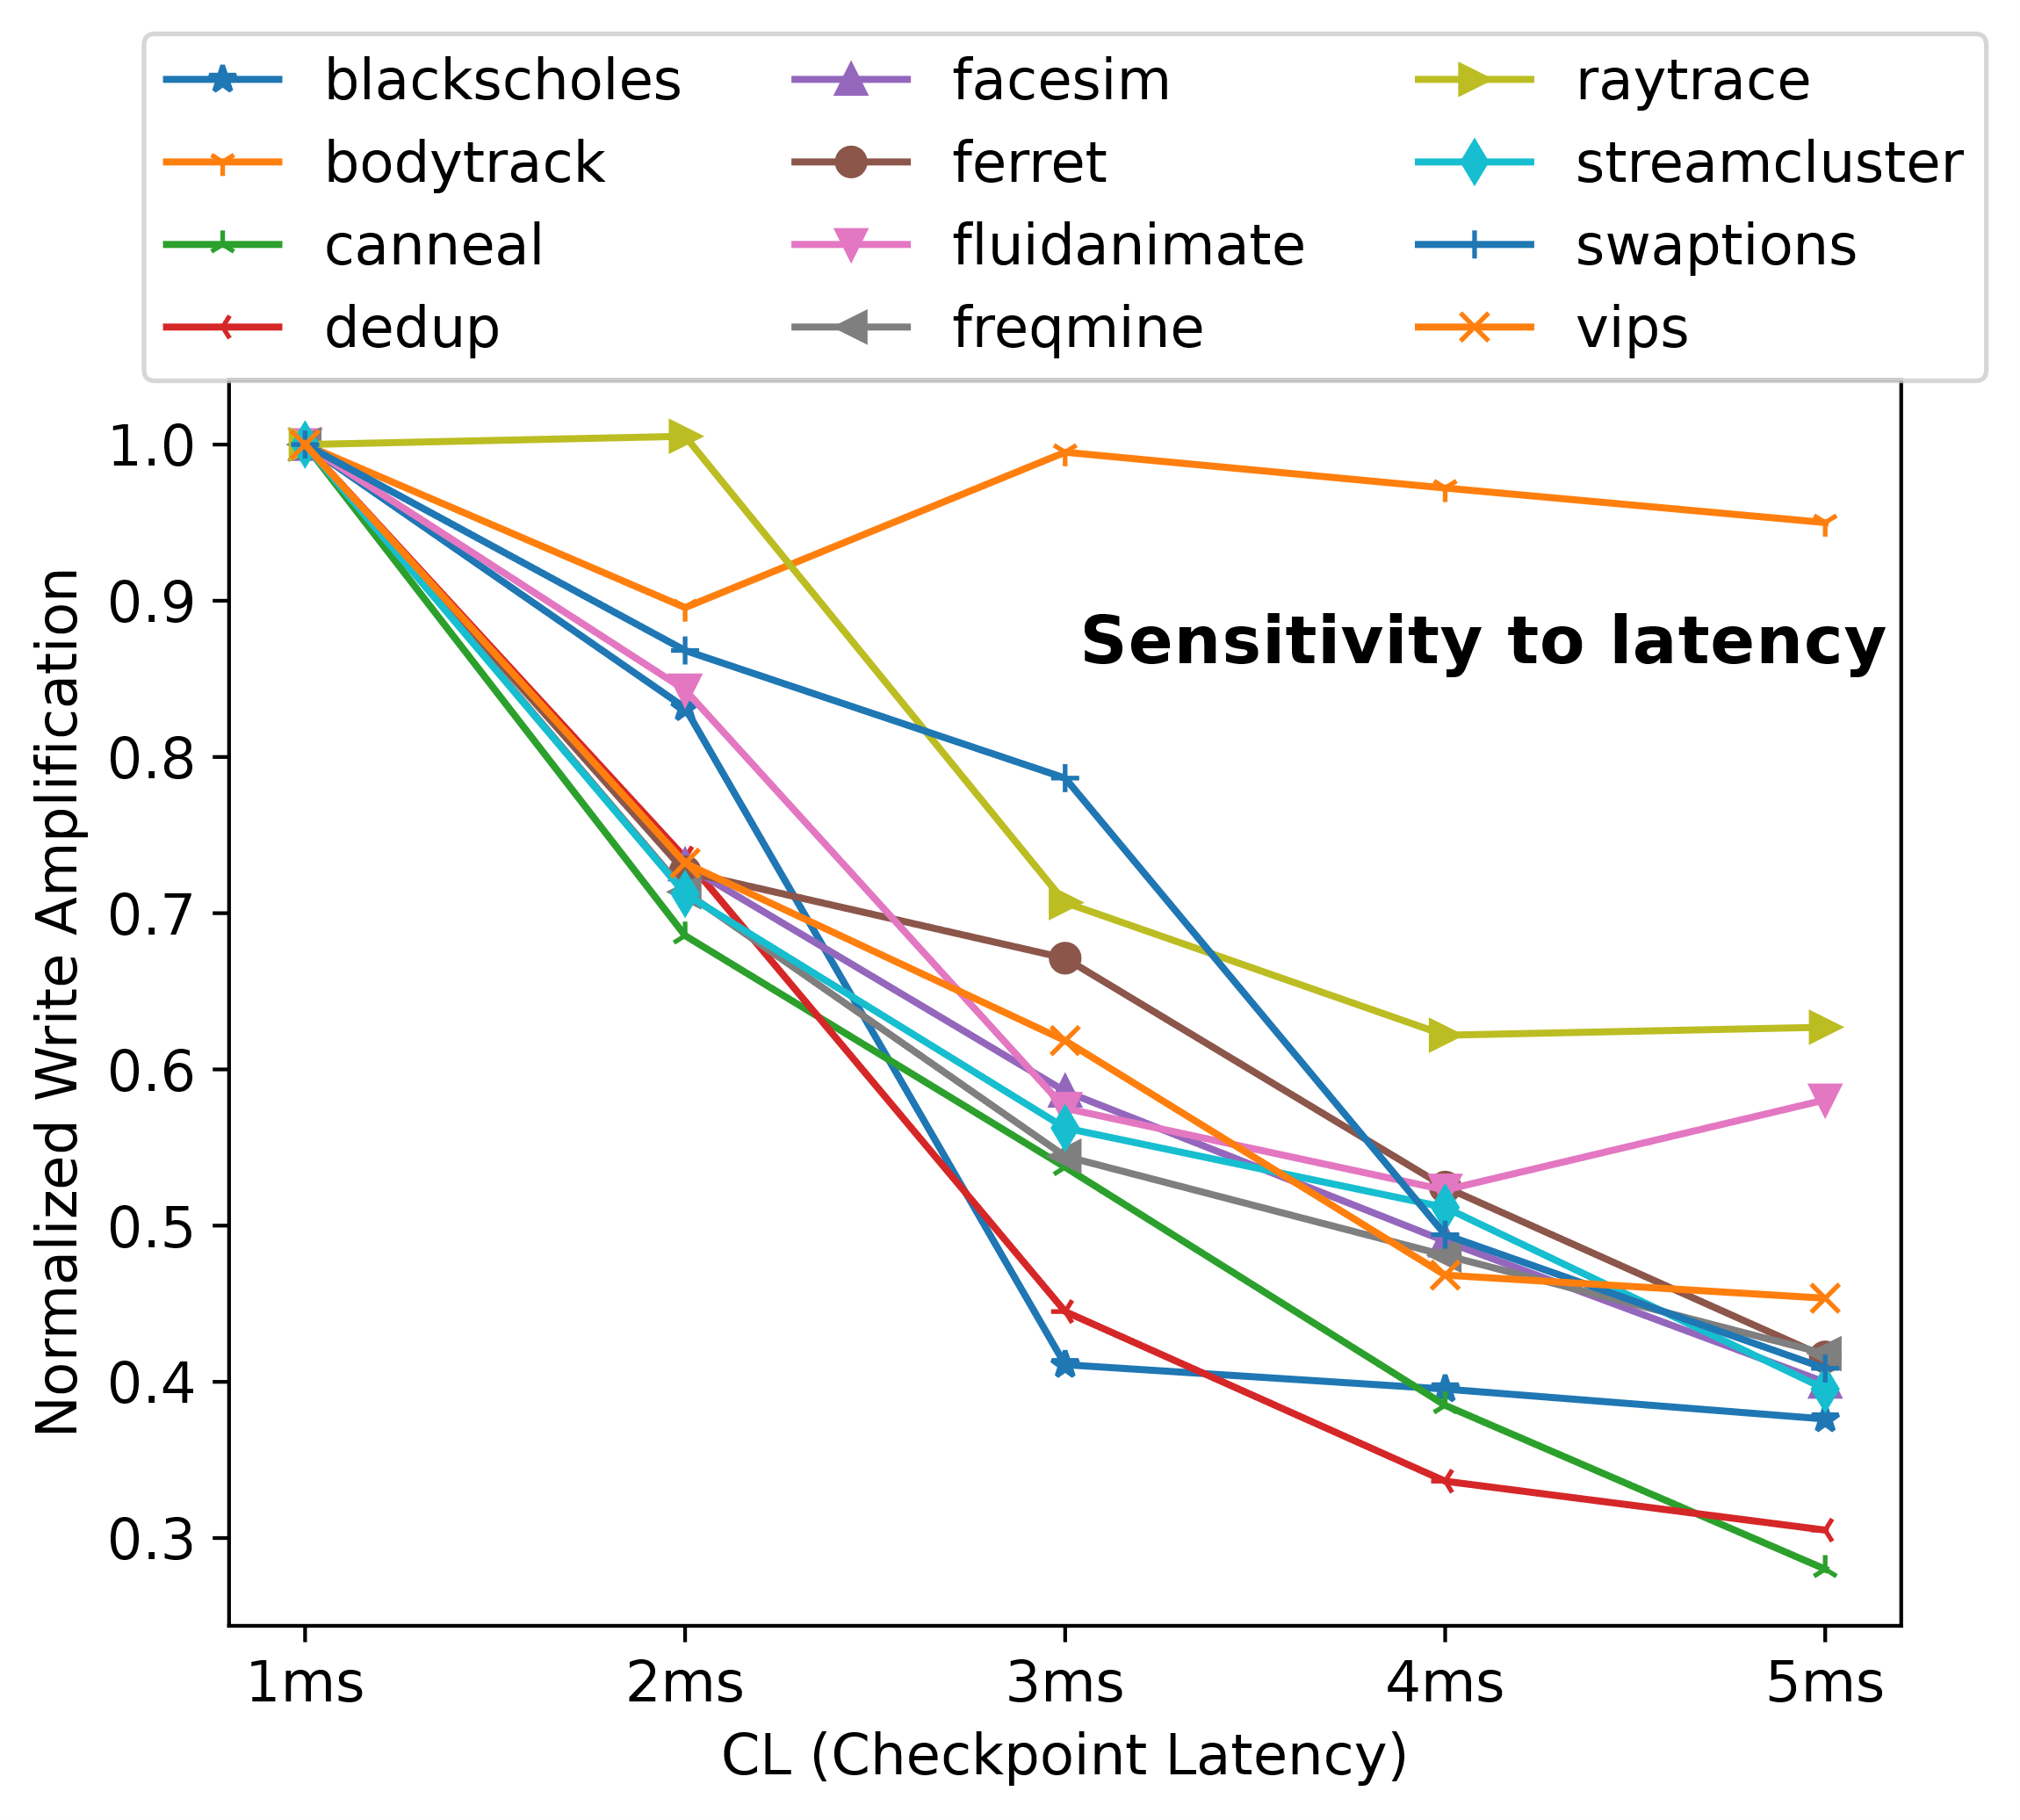 blackscholes
bodytrack
canneal
dedup
facesim
ferret
fluidanimate
freqmine
raytrace
streamcluster
swaptions
vips
Sensitivity to latency
Normalized Write Amplification
1.0
0.9
0.8
0.7
0.6
0.5
0.4
0.3
1ms 2ms 3ms 4ms 5ms
CL (Checkpoint Latency)